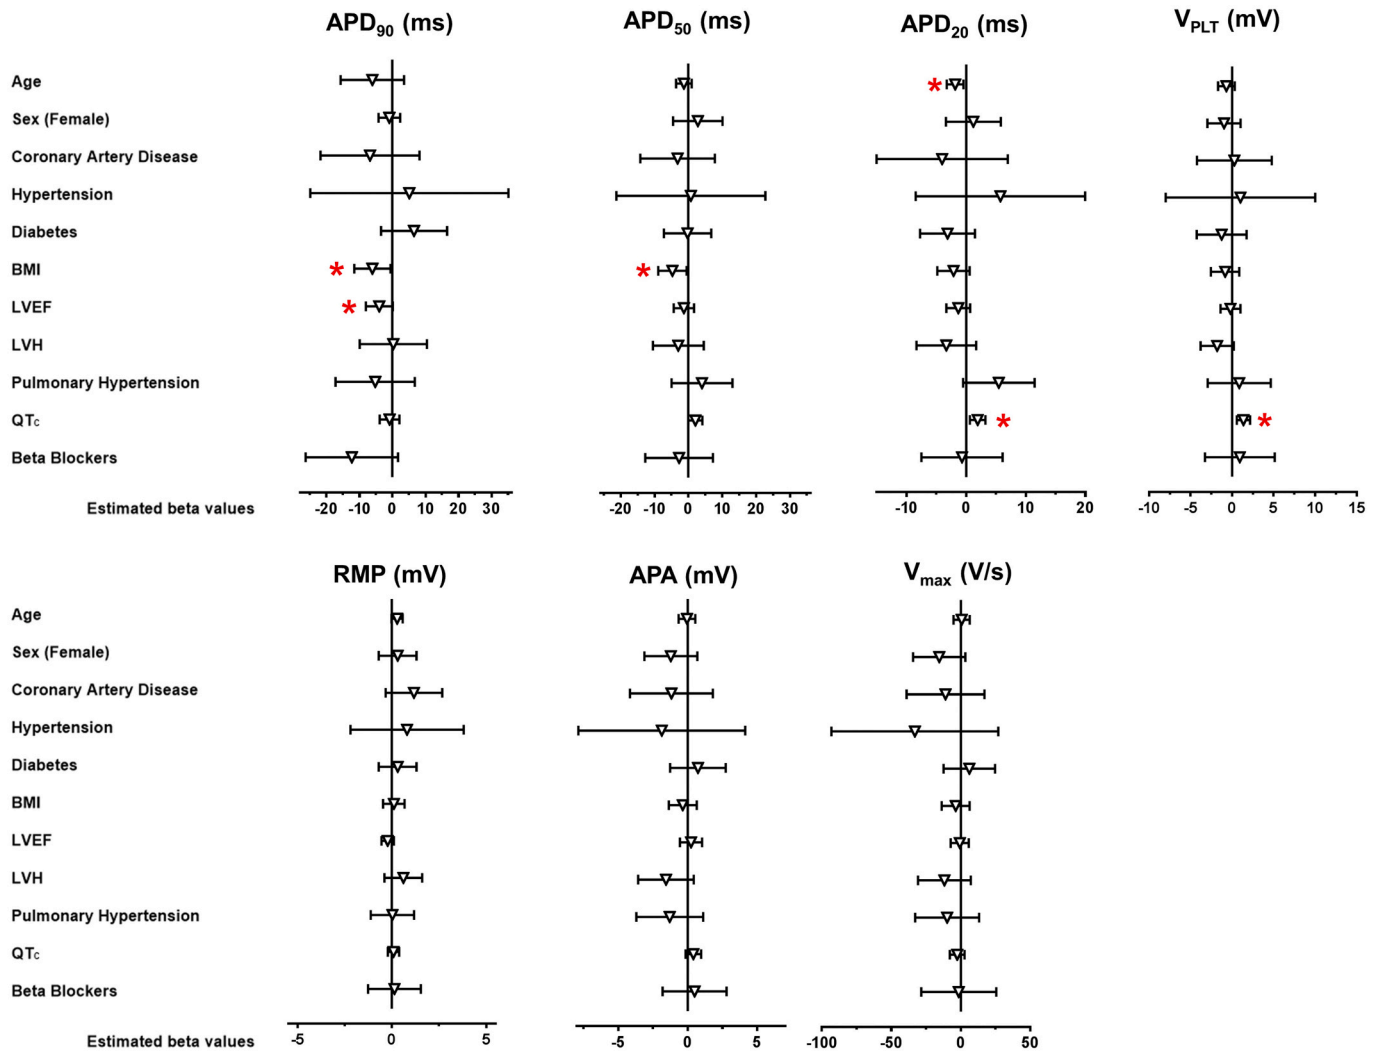 APD90 (ms) APD50 (ms) APD20 (ms) VPLT (mV)
Age *
Sex (Female)
Coronary Artery Disease
Hypertension
Diabetes
BMI * *
LVEF *
LVH
Pulmonary Hypertension
QTc * *
Beta Blockers
Estimated beta values -20 -10 0 10 20 30 -20 -10 0 10 20 30 -10 0 10 20 -10 -5 0 5 10 15
RMP (mV) APA (mV) Vmax (V/s)
Age
Sex (Female)
Coronary Artery Disease
Hypertension
Diabetes
BMI
LVEF
LVH
Pulmonary Hypertension
QTc
Beta Blockers
Estimated beta values -5 0 5 -5 0 5 -100 -50 0 50